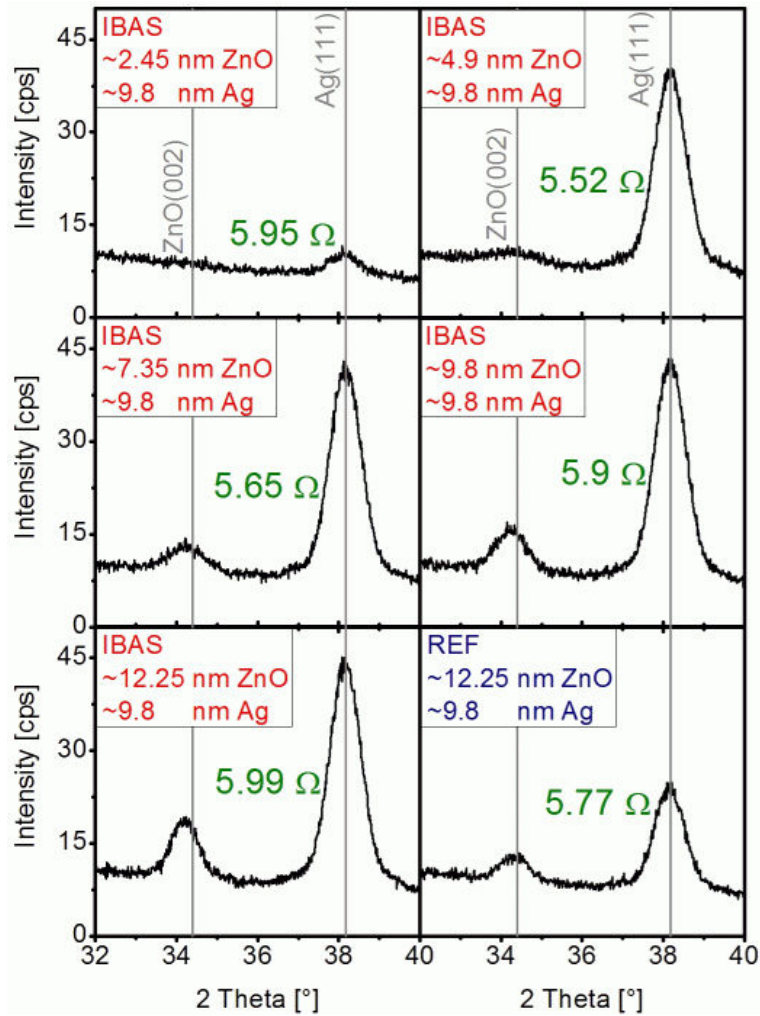 IBAS
~2.45 nm ZnO
~9.8 nm Ag
ZnO(002)
Ag(111)
5.95 Ω
Intensity [cps]
45
30
15
0
IBAS
~4.9 nm ZnO
~9.8 nm Ag
ZnO(002)
Ag(111)
5.52 Ω
IBAS
~7.35 nm ZnO
~9.8 nm Ag
5.65 Ω
Intensity [cps]
45
30
15
0
IBAS
~9.8 nm ZnO
~9.8 nm Ag
5.9 Ω
IBAS
~12.25 nm ZnO
~9.8 nm Ag
5.99 Ω
Intensity [cps]
45
30
15
0
REF
~12.25 nm ZnO
~9.8 nm Ag
5.77 Ω
32 34 36 38 40 34 36 38 40
2 Theta [°] 2 Theta [°]